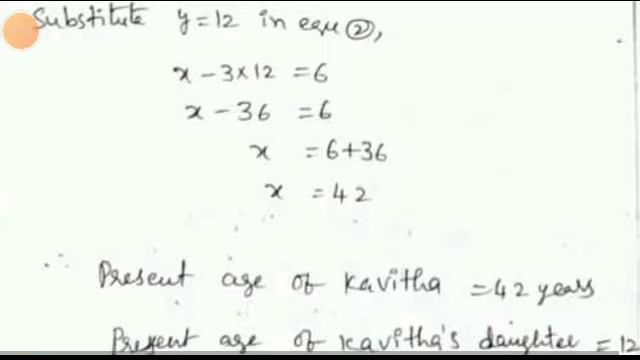 Substitute y = 12 in equ ②,
x - 3 × 12 = 6
x - 36 = 6
x = 6 + 36
x = 42
∴ Present age of Kavitha = 42 years
Present age of Kavitha's daughter = 12